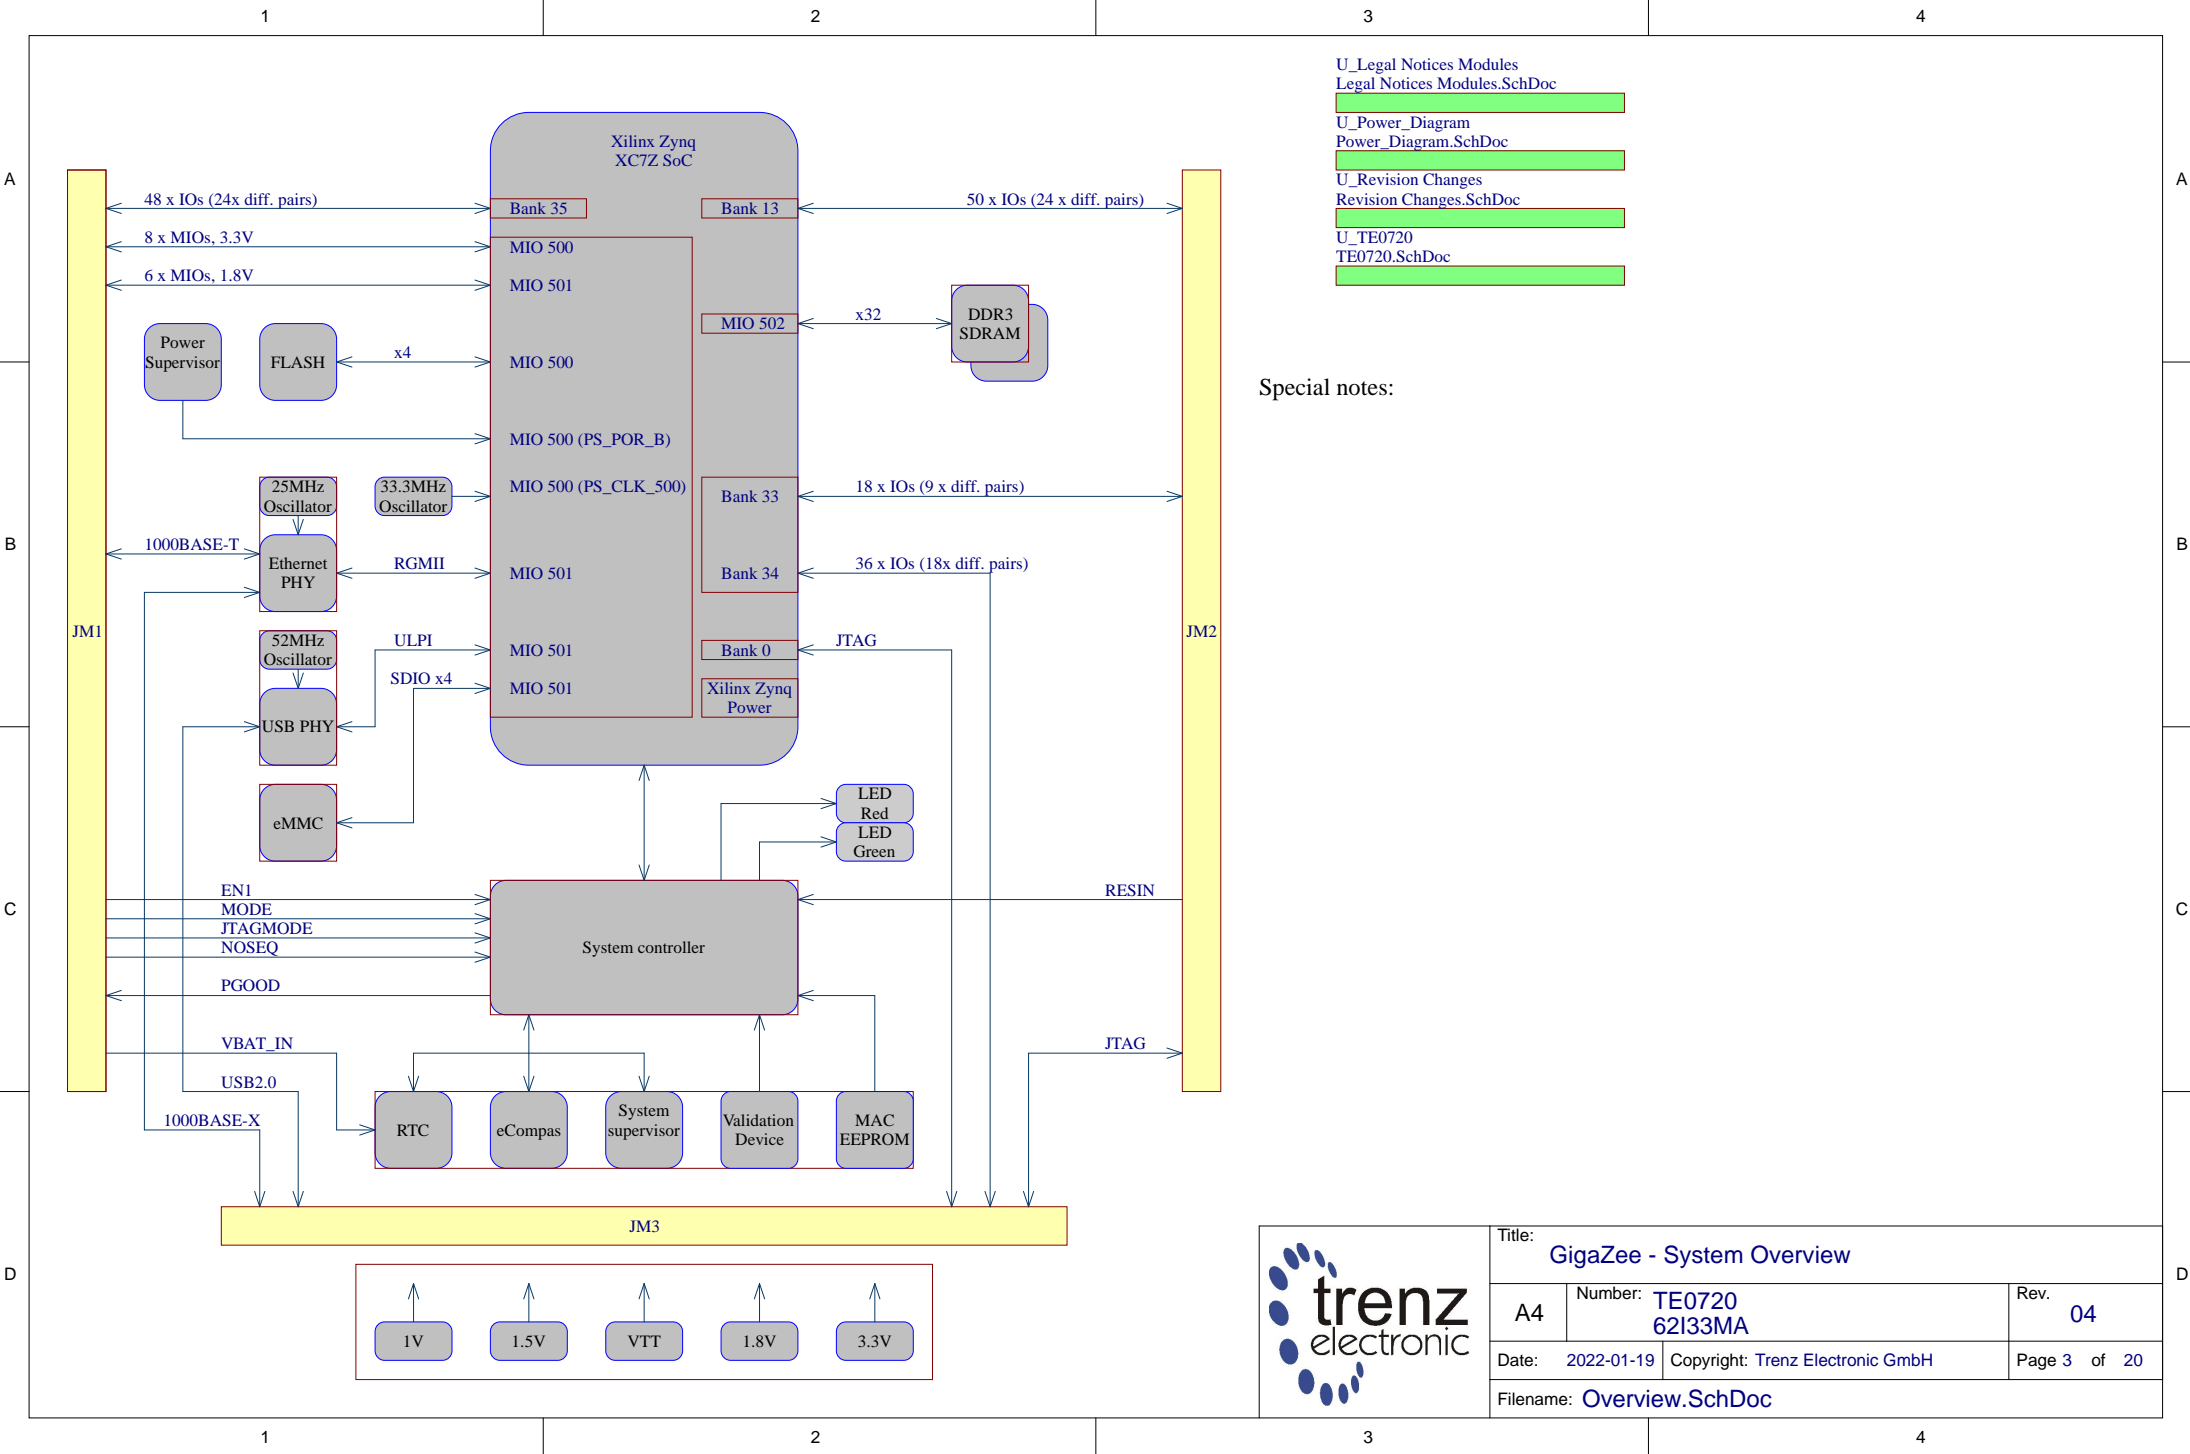 1 2 3 4
U_Legal Notices Modules
Legal Notices Modules.SchDoc
U_Power_Diagram
Power_Diagram.SchDoc
U_Revision Changes
Revision Changes.SchDoc
U_TE0720
TE0720.SchDoc
Xilinx Zynq
XC7Z SoC
A A
48 x IOs (24x diff. pairs)
Bank 35
Bank 13
50 x IOs (24 x diff. pairs)
8 x MIOs, 3.3V
MIO 500
6 x MIOs, 1.8V
MIO 501
MIO 502
x32
DDR3
SDRAM
Power
Supervisor
FLASH
x4
MIO 500
Special notes:
MIO 500 (PS_POR_B)
25MHz
Oscillator
33.3MHz
Oscillator
MIO 500 (PS_CLK_500)
Bank 33
18 x IOs (9 x diff. pairs)
B B
1000BASE-T
Ethernet
PHY
RGMII
MIO 501
Bank 34
36 x IOs (18x diff. pairs)
JM1
JM2
52MHz
Oscillator
ULPI
MIO 501
Bank 0
JTAG
SDIO x4
MIO 501
Xilinx Zynq
Power
USB PHY
eMMC
LED
Red
LED
Green
C C
EN1
MODE
JTAGMODE
NOSEQ
System controller
RESIN
PGOOD
VBAT_IN
JTAG
USB2.0
1000BASE-X
RTC
eCompas
System
supervisor
Validation
Device
MAC
EEPROM
JM3
D D
1V
1.5V
VTT
1.8V
3.3V
trenz
electronic
Title:
GigaZee - System Overview
A4
Number: TE0720
62I33MA
Rev.
04
Date: 2022-01-19
Copyright: Trenz Electronic GmbH
Page 3 of 20
Filename: Overview.SchDoc
1 2 3 4